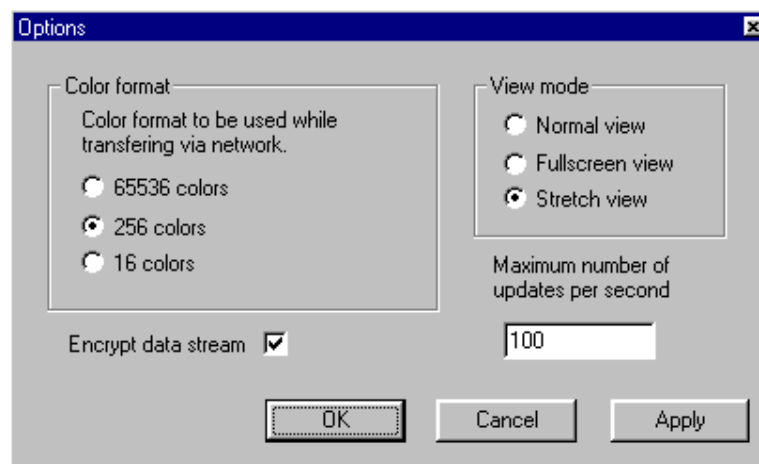 Options
Color format
Color format to be used while
transfering via network.
65536 colors
256 colors
16 colors
Encrypt data stream
View mode
Normal view
Fullscreen view
Stretch view
Maximum number of
updates per second
100
OK
Cancel
Apply